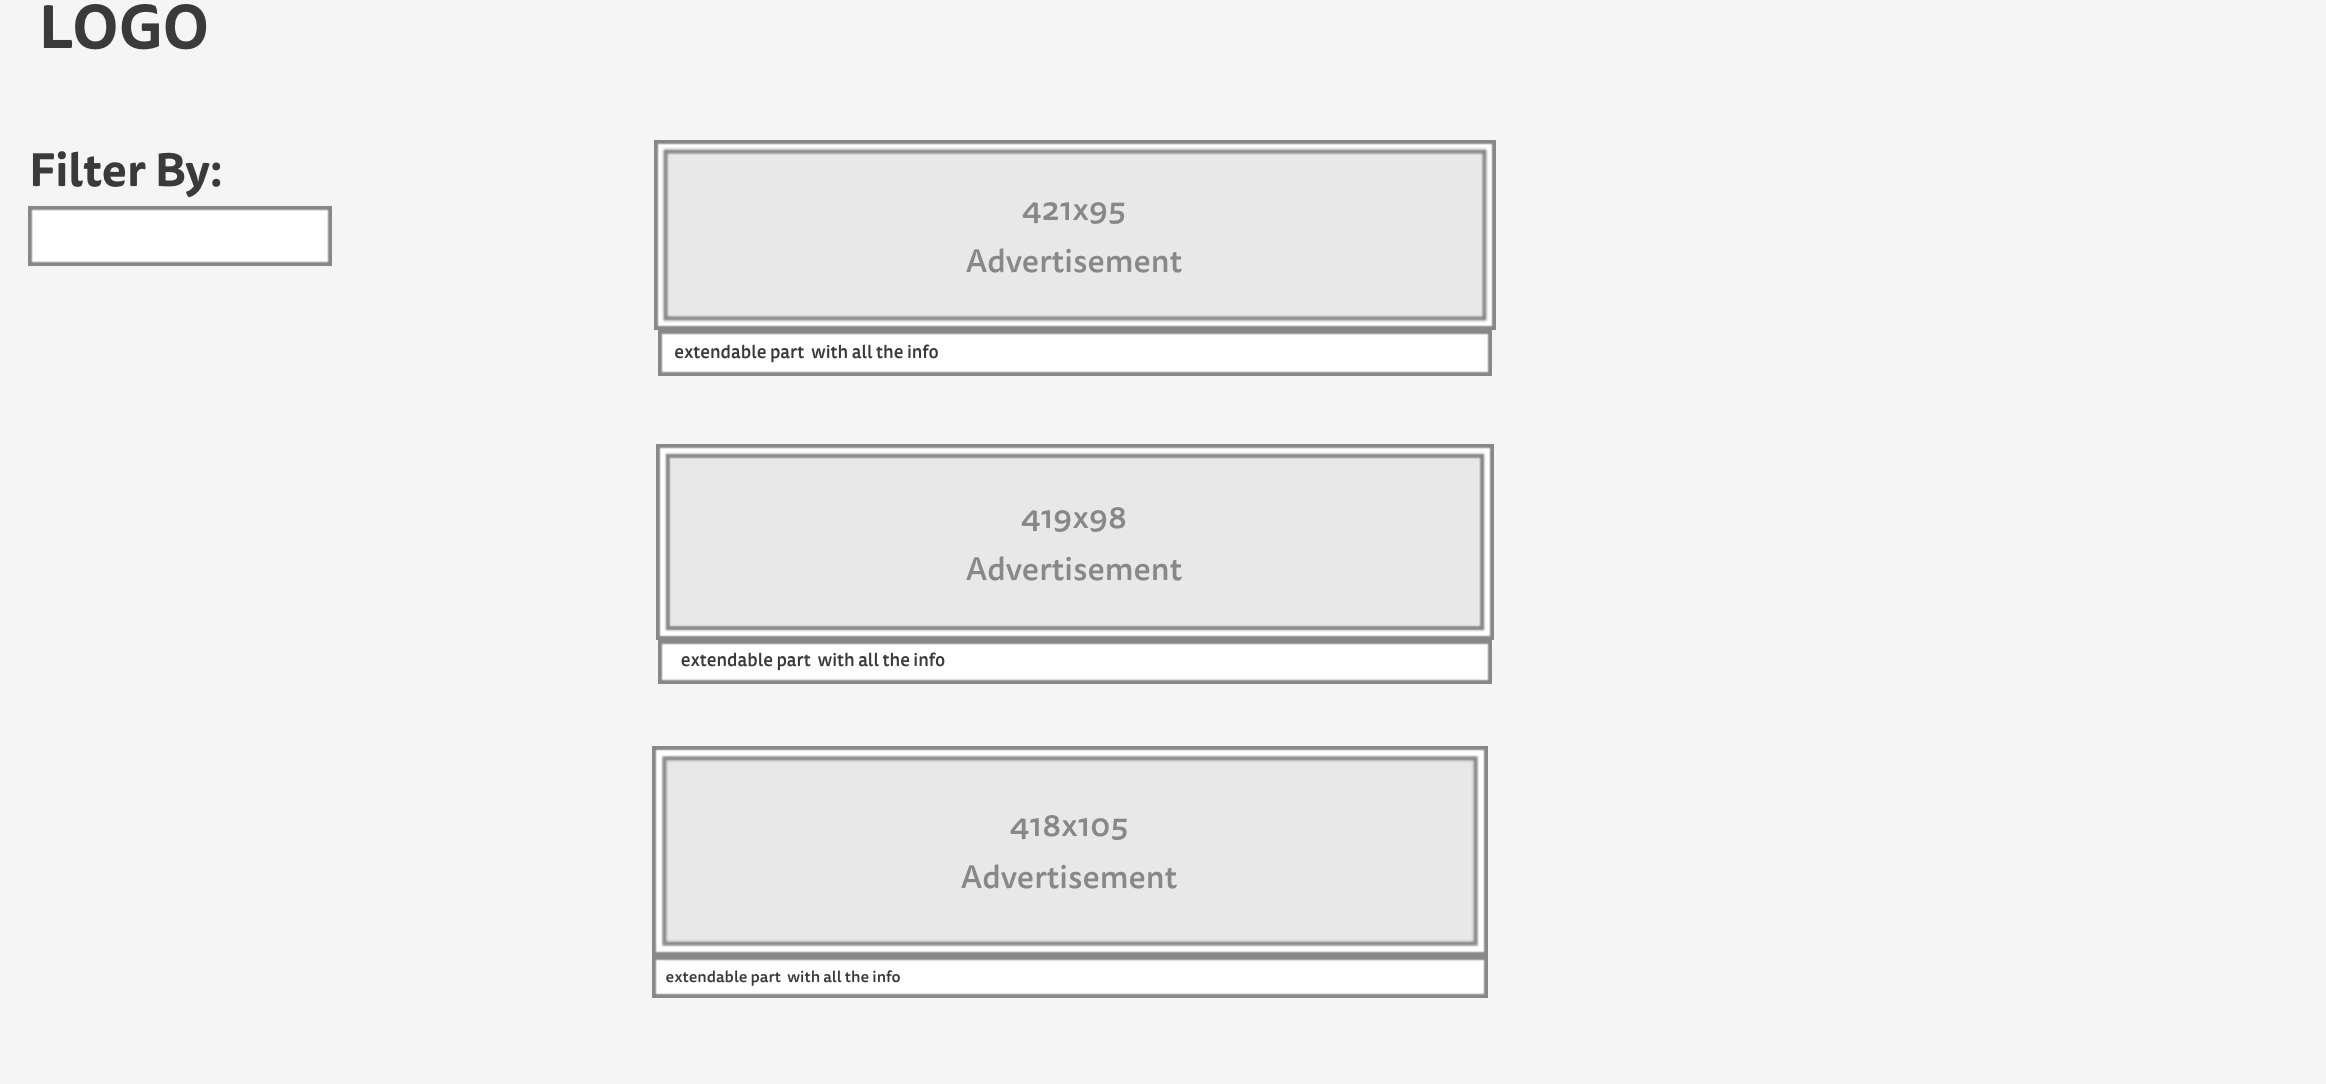 LOGO
Filter By:
421x95
Advertisement
extendable part  with all the info
419x98
Advertisement
extendable part  with all the info
418x105
Advertisement
extendable part  with all the info